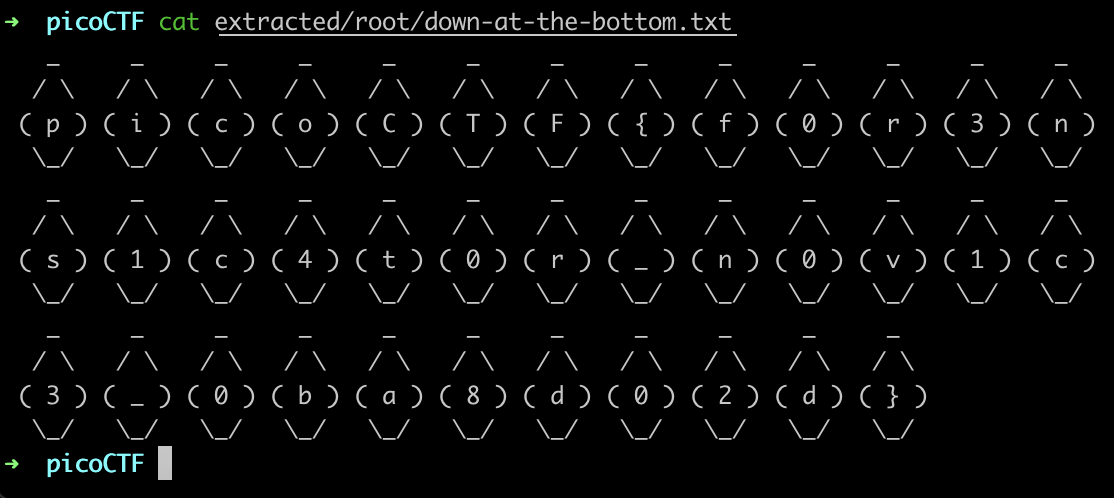 ➜  picoCTF cat extracted/root/down-at-the-bottom.txt
   _     _     _     _     _     _     _     _     _     _     _     _     _
  / \   / \   / \   / \   / \   / \   / \   / \   / \   / \   / \   / \   / \
 ( p ) ( i ) ( c ) ( o ) ( C ) ( T ) ( F ) ( { ) ( f ) ( 0 ) ( r ) ( 3 ) ( n )
  \_/   \_/   \_/   \_/   \_/   \_/   \_/   \_/   \_/   \_/   \_/   \_/   \_/
   _     _     _     _     _     _     _     _     _     _     _     _     _
  / \   / \   / \   / \   / \   / \   / \   / \   / \   / \   / \   / \   / \
 ( s ) ( 1 ) ( c ) ( 4 ) ( t ) ( 0 ) ( r ) ( _ ) ( n ) ( 0 ) ( v ) ( 1 ) ( c )
  \_/   \_/   \_/   \_/   \_/   \_/   \_/   \_/   \_/   \_/   \_/   \_/   \_/
   _     _     _     _     _     _     _     _     _     _     _
  / \   / \   / \   / \   / \   / \   / \   / \   / \   / \   / \
 ( 3 ) ( _ ) ( 0 ) ( b ) ( a ) ( 8 ) ( d ) ( 0 ) ( 2 ) ( d ) ( } )
  \_/   \_/   \_/   \_/   \_/   \_/   \_/   \_/   \_/   \_/   \_/
➜  picoCTF